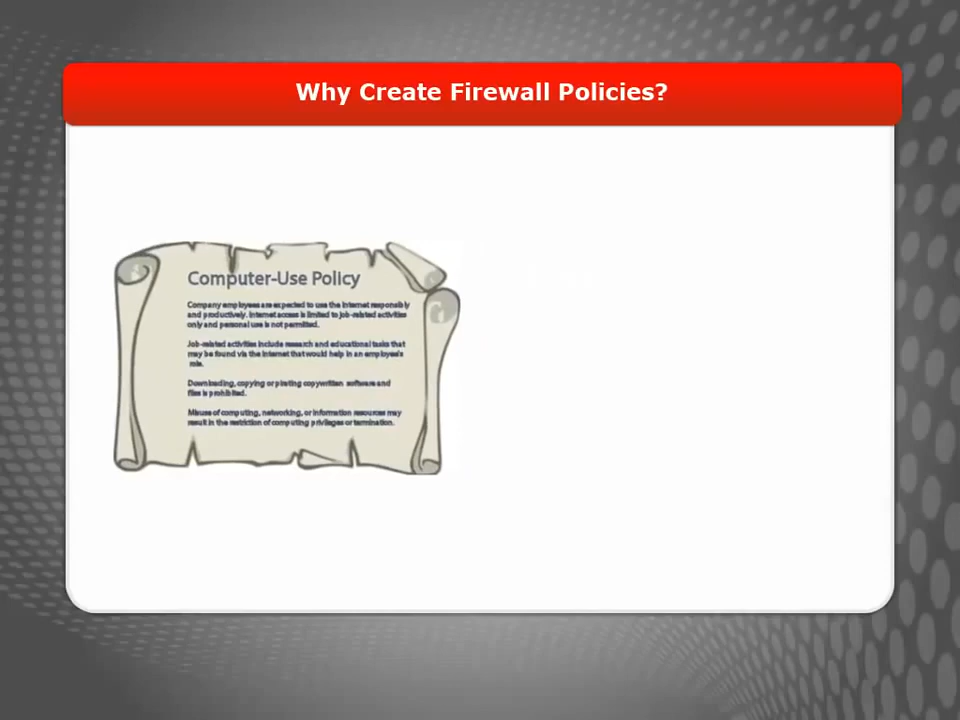 Why Create Firewall Policies?
Computer-Use Policy
Company employees are expected to use the Internet responsibly
and productively. Internet access is limited to job-related activities
only and personal use is not permitted.
Job-related activities include research and educational tasks that
may be found via the Internet that would help in an employee's
role.
Downloading, copying or pirating copywritten software and
files is prohibited.
Misuse of computing, networking, or information resources may
result in the restriction of computing privileges or termination.